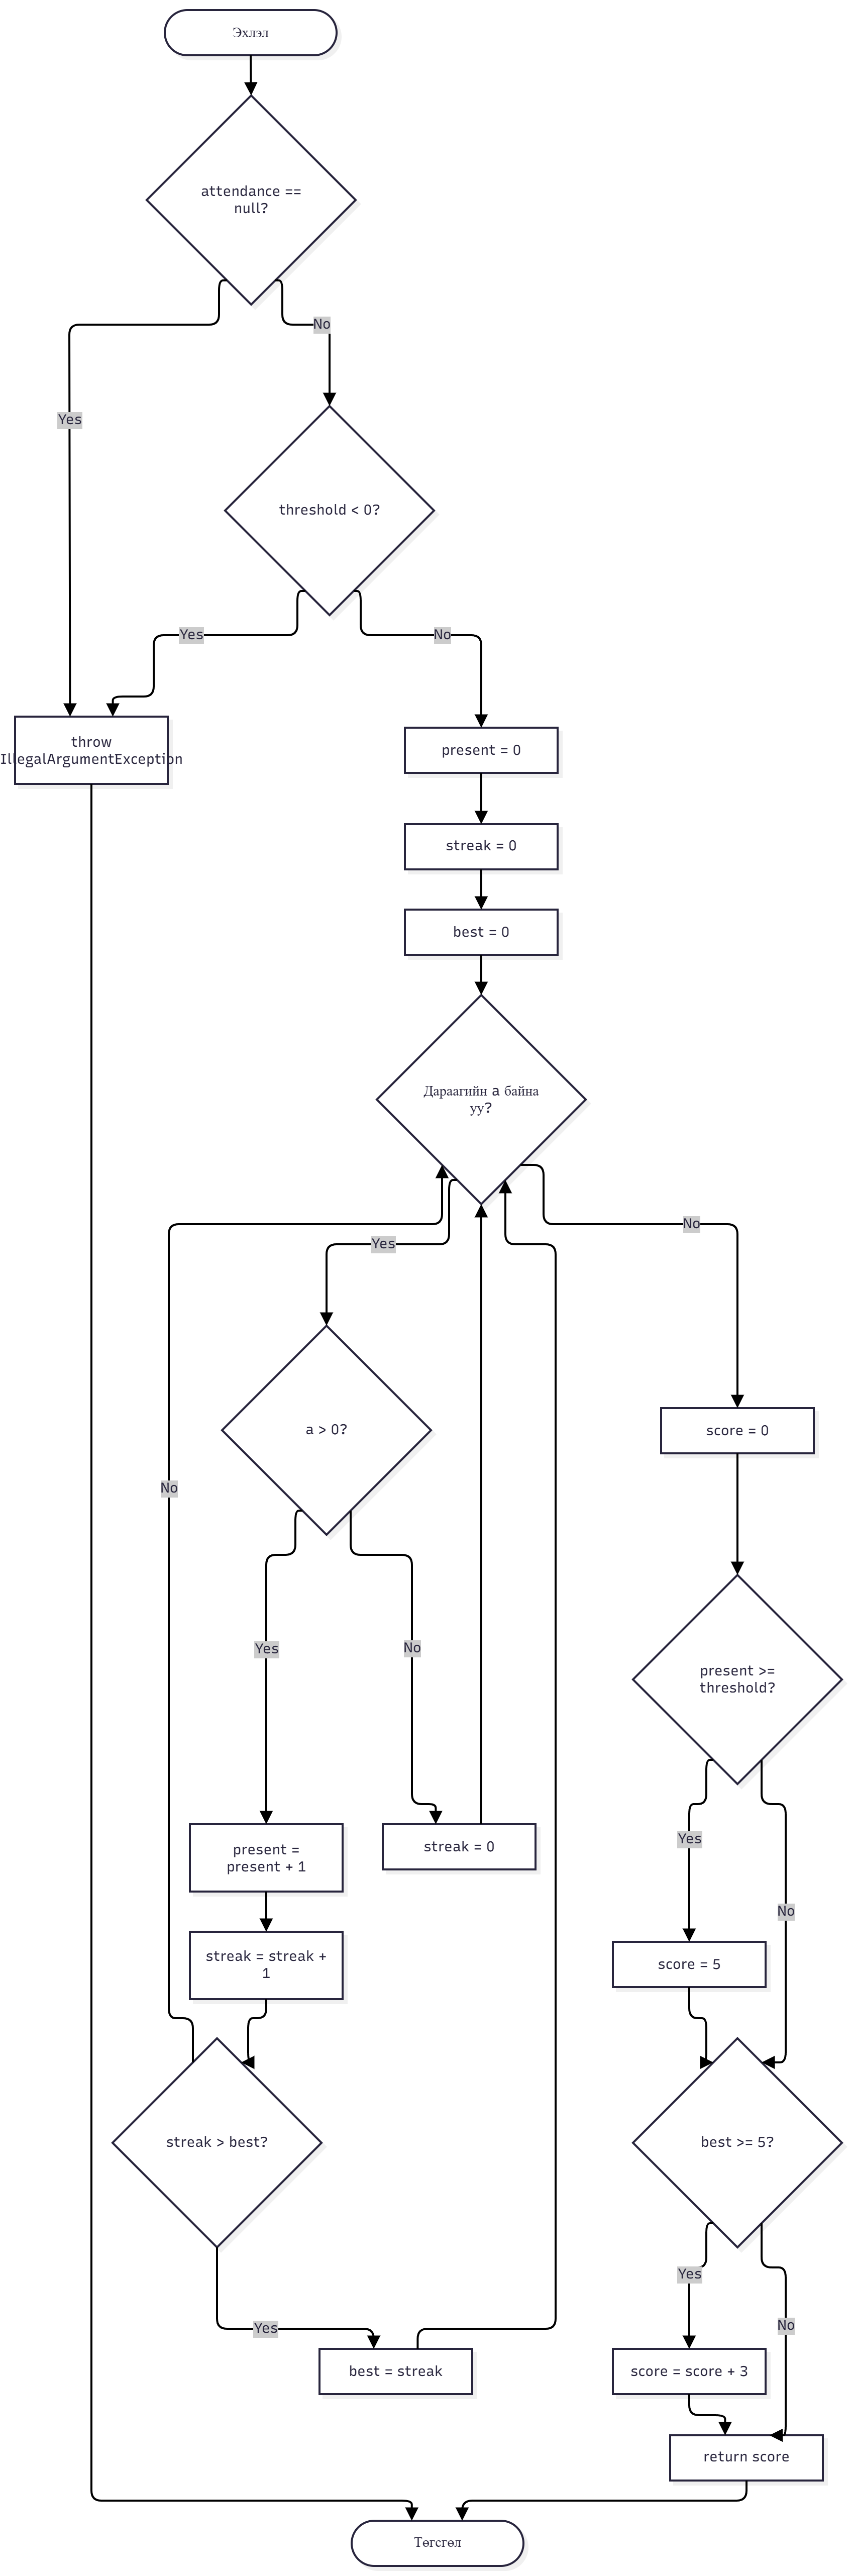 Эхлэл
attendance ==
null?
No
Yes
threshold < 0?
Yes
No
throw
IllegalArgumentException
present = 0
streak = 0
best = 0
Дараагийн a байна
уу?
No
Yes
a > 0?
score = 0
No
Yes
No
present >=
threshold?
Yes
present =
present + 1
streak = 0
No
streak = streak +
1
score = 5
streak > best?
best >= 5?
Yes
No
Yes
best = streak
score = score + 3
return score
Төгсгөл